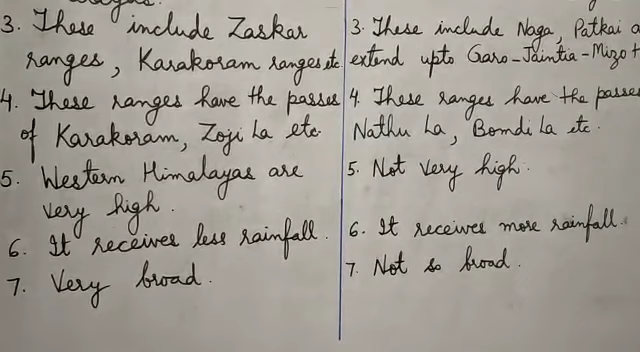 3. These include Zaskar
ranges, Karakoram ranges etc
4. These ranges have the passes
of Karakoram, Zoji La etc
5. Western Himalayas are
very high.
6. It receives less rainfall.
7. Very broad.
3. These include Naga, Patkai a
extend upto Garo-Jaintia-Mizo
4. These ranges have the passes
Nathu La, Bomdi La etc.
5. Not very high.
6. It receives more rainfall.
7. Not so broad.